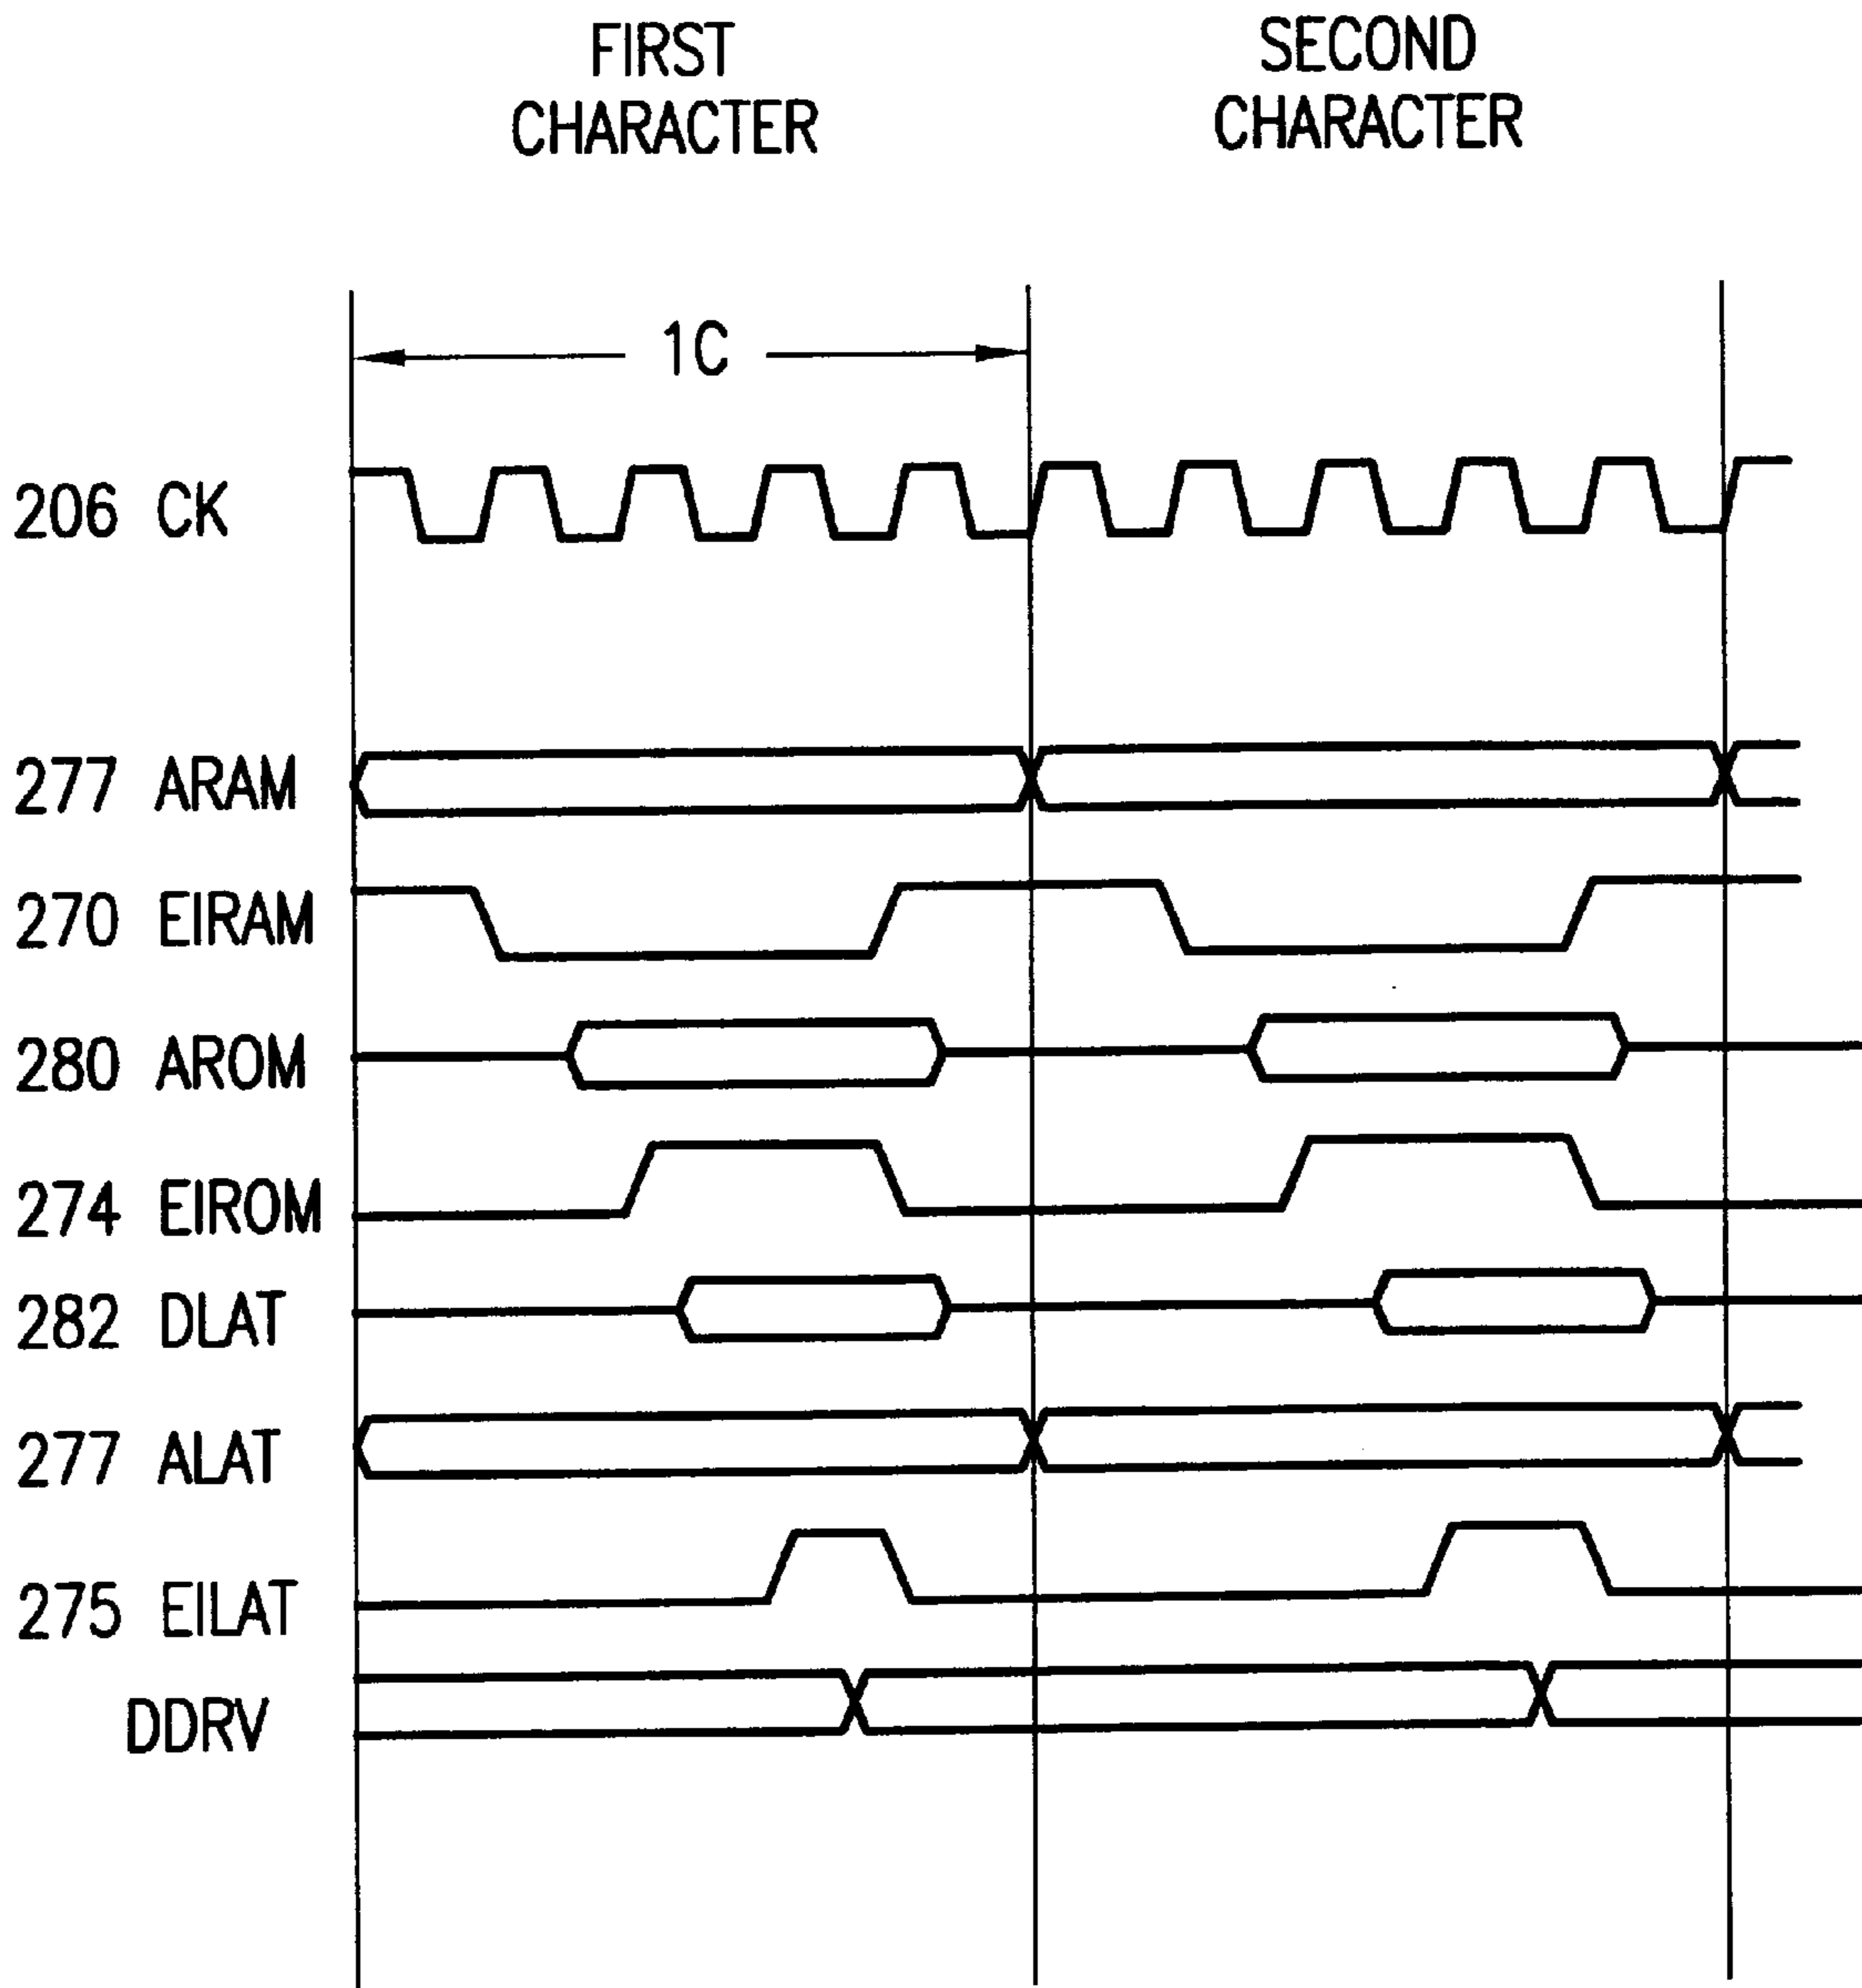 FIRST
CHARACTER
SECOND
CHARACTER
1C
206 CK
277 ARAM
270 EIRAM
280 AROM
274 EIROM
282 DLAT
277 ALAT
275 EILAT
DDRV